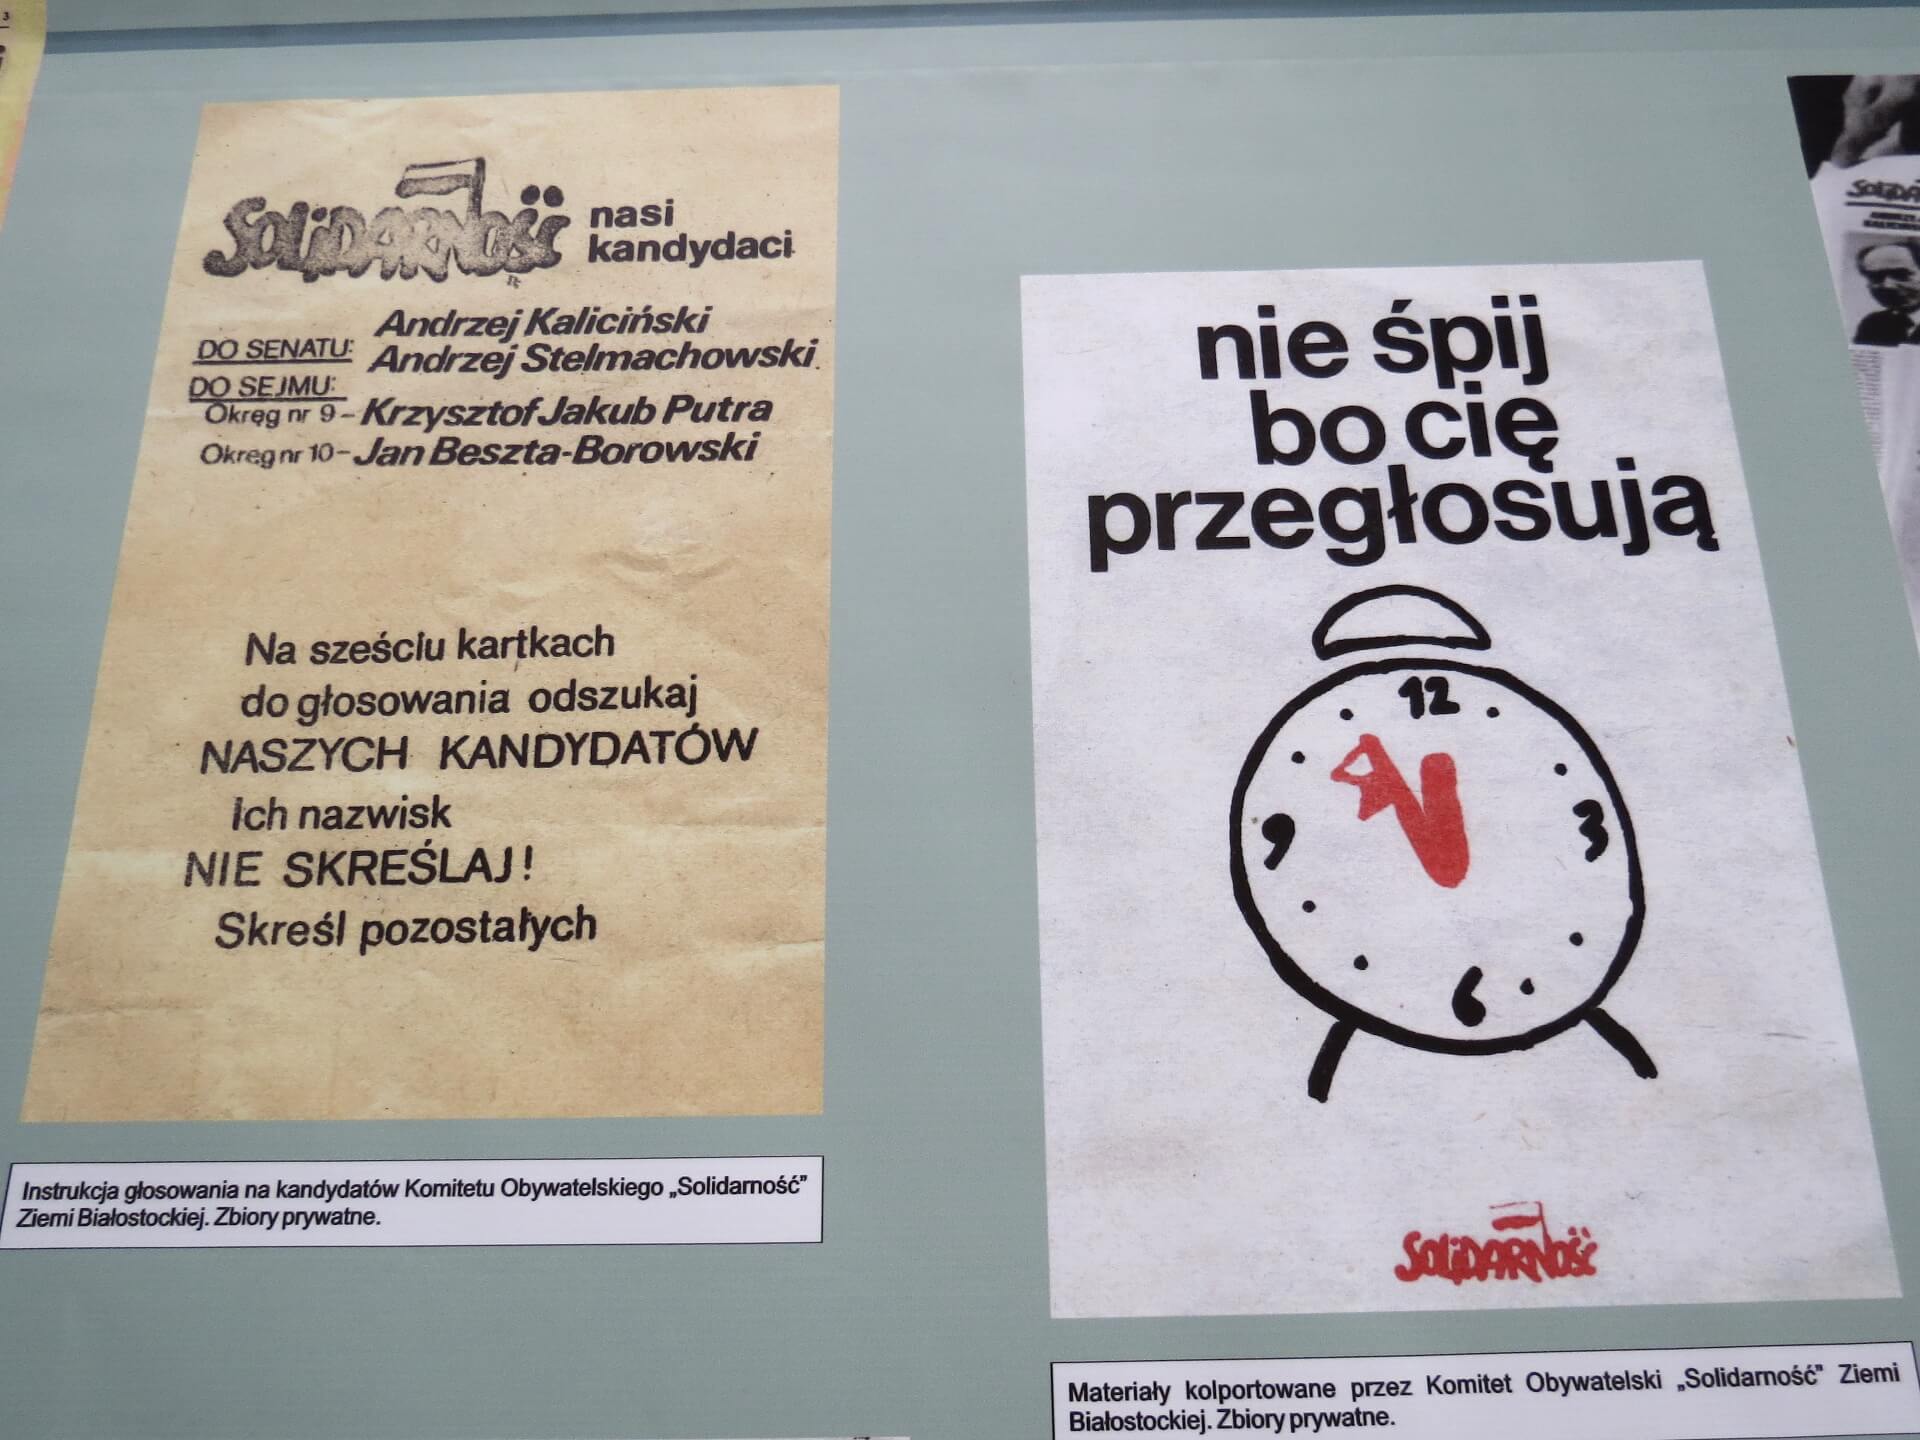 SOLIDARNOŚĆ nasi
kandydaci
DO SENATU: Andrzej Kaliciński
Andrzej Stelmachowski
DO SEJMU:
Okręg nr 9 - Krzysztof Jakub Putra
Okręg nr 10 - Jan Beszta-Borowski
Na sześciu kartkach
do głosowania odszukaj
NASZYCH KANDYDATÓW
Ich nazwisk
NIE SKREŚLAJ!
Skreśl pozostałych
Instrukcja głosowania na kandydatów Komitetu Obywatelskiego „Solidarność”
Ziemi Białostockiej. Zbiory prywatne.
nie śpij
bo cię
przegłosują
12
9 3
6
SOLIDARNOŚĆ
Materiały kolportowane przez Komitet Obywatelski „Solidarność” Ziemi
Białostockiej. Zbiory prywatne.